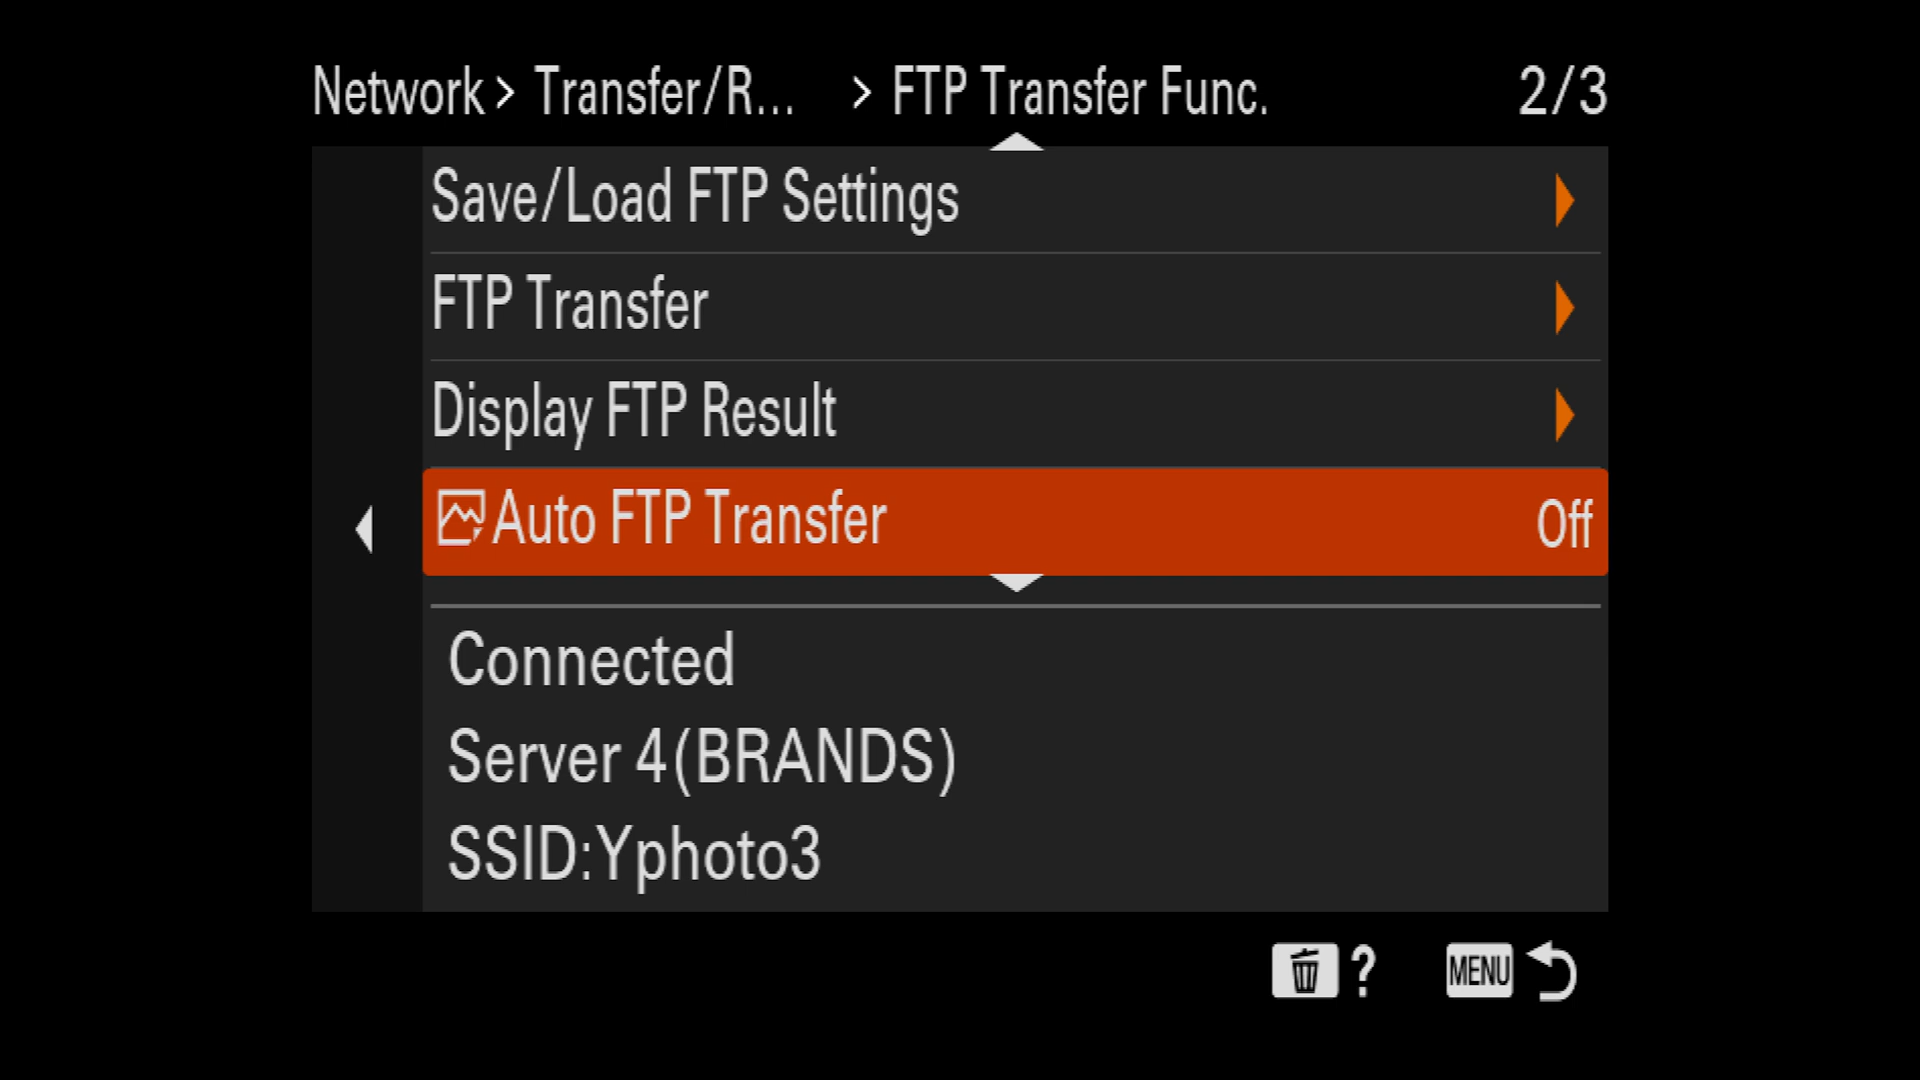 Network> Transfer/R... > FTP Transfer Func. 2/3
Save/Load FTP Settings
FTP Transfer
Display FTP Result
Auto FTP Transfer Off
Connected
Server 4(BRANDS)
SSID:Yphoto3
? MENU